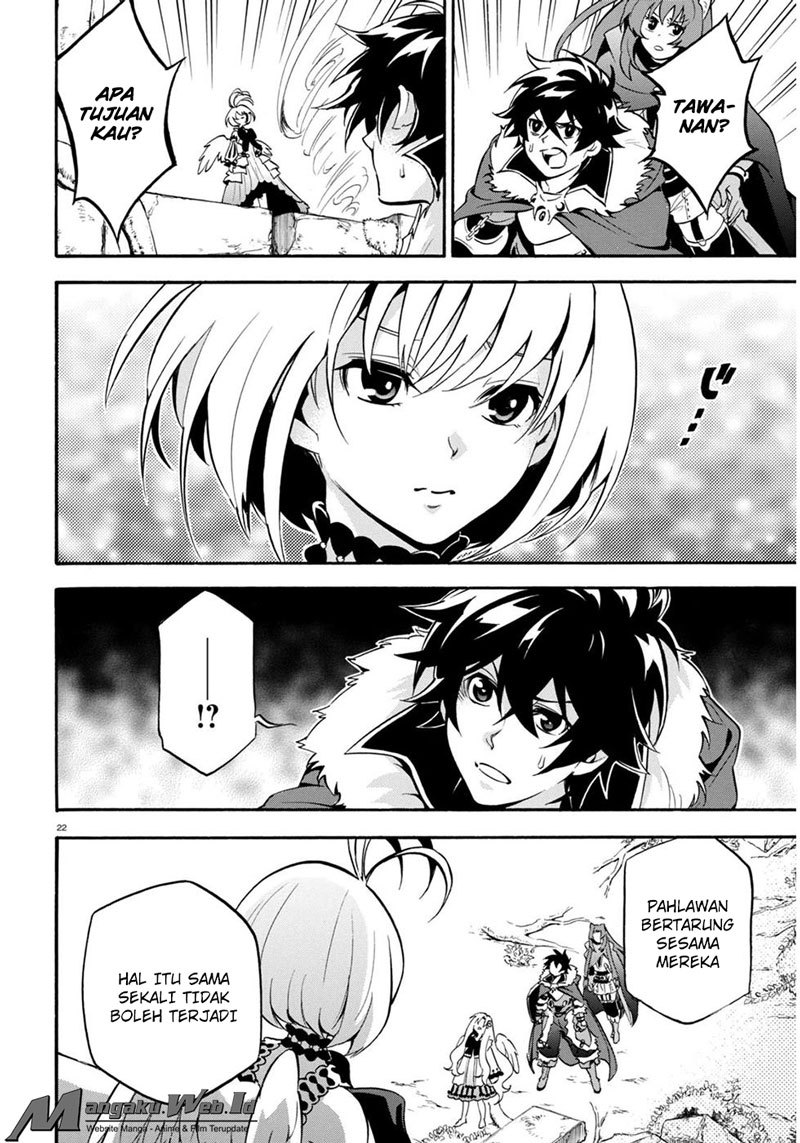 TAWA-
NAN?
APA
TUJUAN
KAU?
じ…
—
!?
22
PAHLAWAN
BERTARUNG
SESAMA
MEREKA
HAL ITU SAMA
SEKALI TIDAK
BOLEH TERJADI
Mangaku.Web.Id
Website Manga - Anime & Film Terupdate